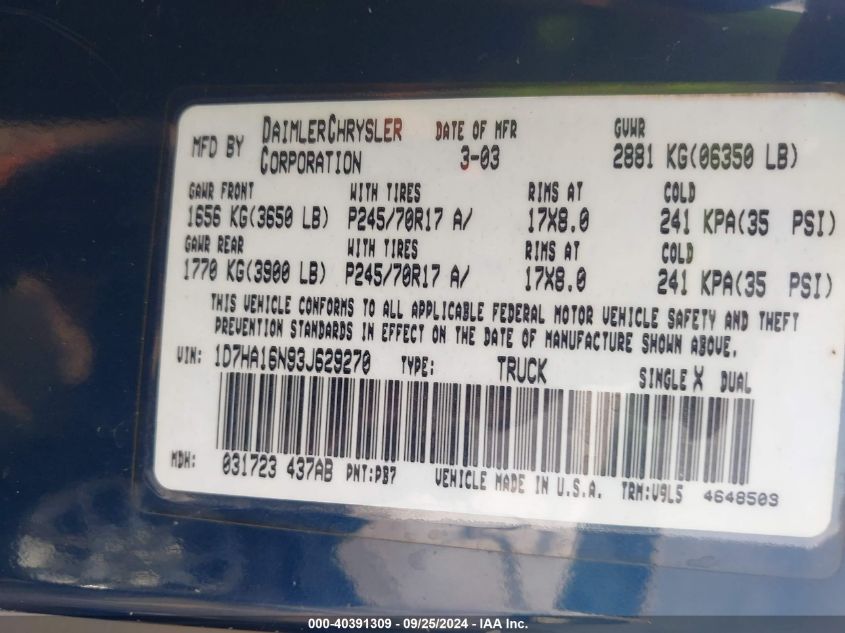 MFD BY DAIMLERCHRYSLER CORPORATION DATE OF MFR 3-03 GVWR 2881 KG(06350 LB)
GAWR FRONT WITH TIRES RIMS AT COLD
1656 KG(3650 LB) P245/70R17 A/ 17X8.0 241 KPA(35 PSI)
GAWR REAR WITH TIRES RIMS AT COLD
1770 KG(3900 LB) P245/70R17 A/ 17X8.0 241 KPA(35 PSI)
THIS VEHICLE CONFORMS TO ALL APPLICABLE FEDERAL MOTOR VEHICLE SAFETY AND THEFT
PREVENTION STANDARDS IN EFFECT ON THE DATE OF MANUFACTURE SHOWN ABOVE.
VIN: 1D7HA16N93J629270 TYPE: TRUCK SINGLE X DUAL
MDH: 031723 437AB PNT:PB7 VEHICLE MADE IN U.S.A. TRM:V9L5 4648503
000-40391309 - 09/25/2024 - IAA Inc.